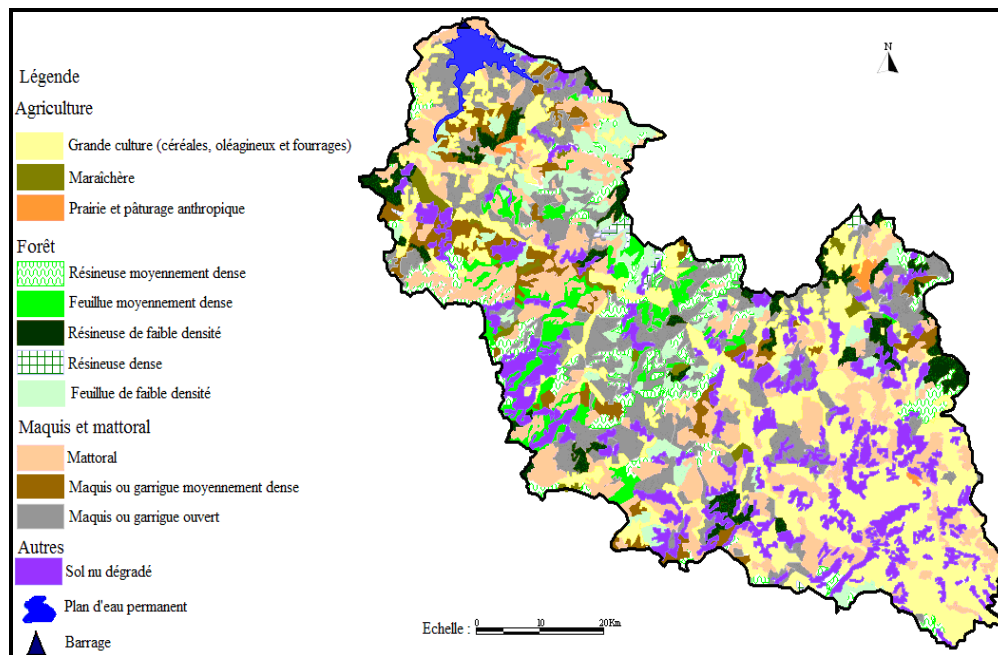 Légende
Agriculture
Grande culture (céréales, oléagineux et fourrages)
Maraîchère
Prairie et pâturage anthropique
Forêt
Résineuse moyennement dense
Feuillue moyennement dense
Résineuse de faible densité
Résineuse dense
Feuillue de faible densité
Maquis et mattoral
Mattoral
Maquis ou garrigue moyennement dense
Maquis ou garrigue ouvert
Autres
Sol nu dégradé
Plan d'eau permanent
Barrage
N
Echelle : 0 10 20Km